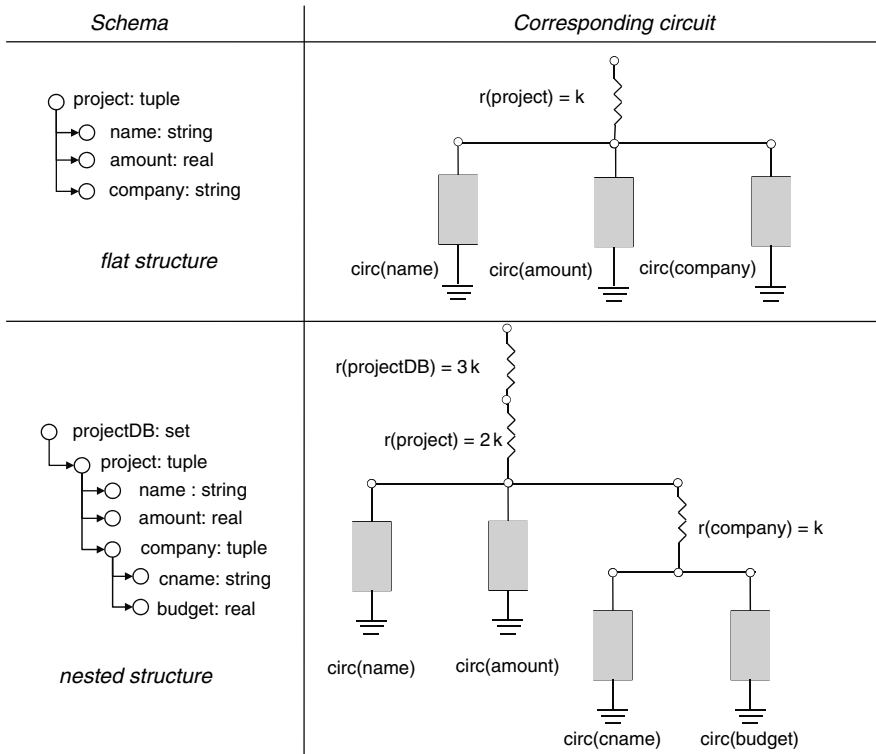 Schema
Corresponding circuit
project: tuple
name: string
amount: real
company: string
flat structure
r(project) = k
circ(name)
circ(amount)
circ(company)
projectDB: set
project: tuple
name : string
amount: real
company: tuple
cname: string
budget: real
nested structure
r(projectDB) = 3 k
r(project) = 2 k
r(company) = k
circ(name)
circ(amount)
circ(cname)
circ(budget)